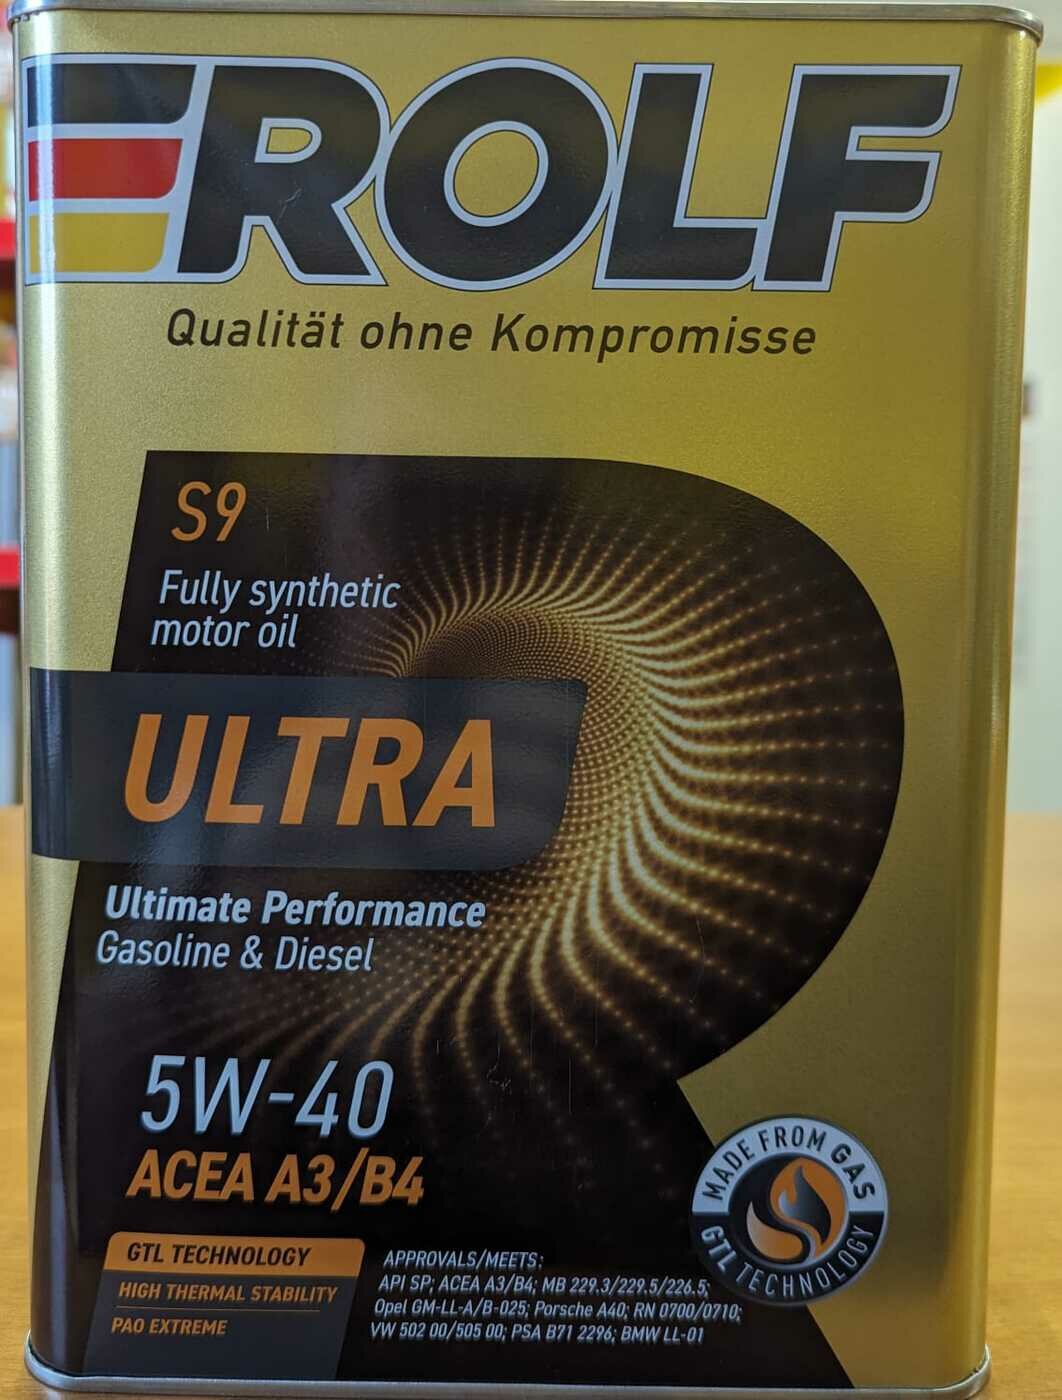 ROLF
Qualität ohne Kompromisse
S9
Fully synthetic
motor oil
ULTRA
Ultimate Performance
Gasoline & Diesel
5W-40
ACEA A3/B4
GTL TECHNOLOGY
HIGH THERMAL STABILITY
PAO EXTREME
APPROVALS/MEETS:
API SP; ACEA A3/B4; MB 229.3/229.5/226.5;
Opel GM-LL-A/B-025; Porsche A40; RN 0700/0710;
VW 502 00/505 00; PSA B71 2296; BMW LL-01
MADE FROM GAS
GTL TECHNOLOGY